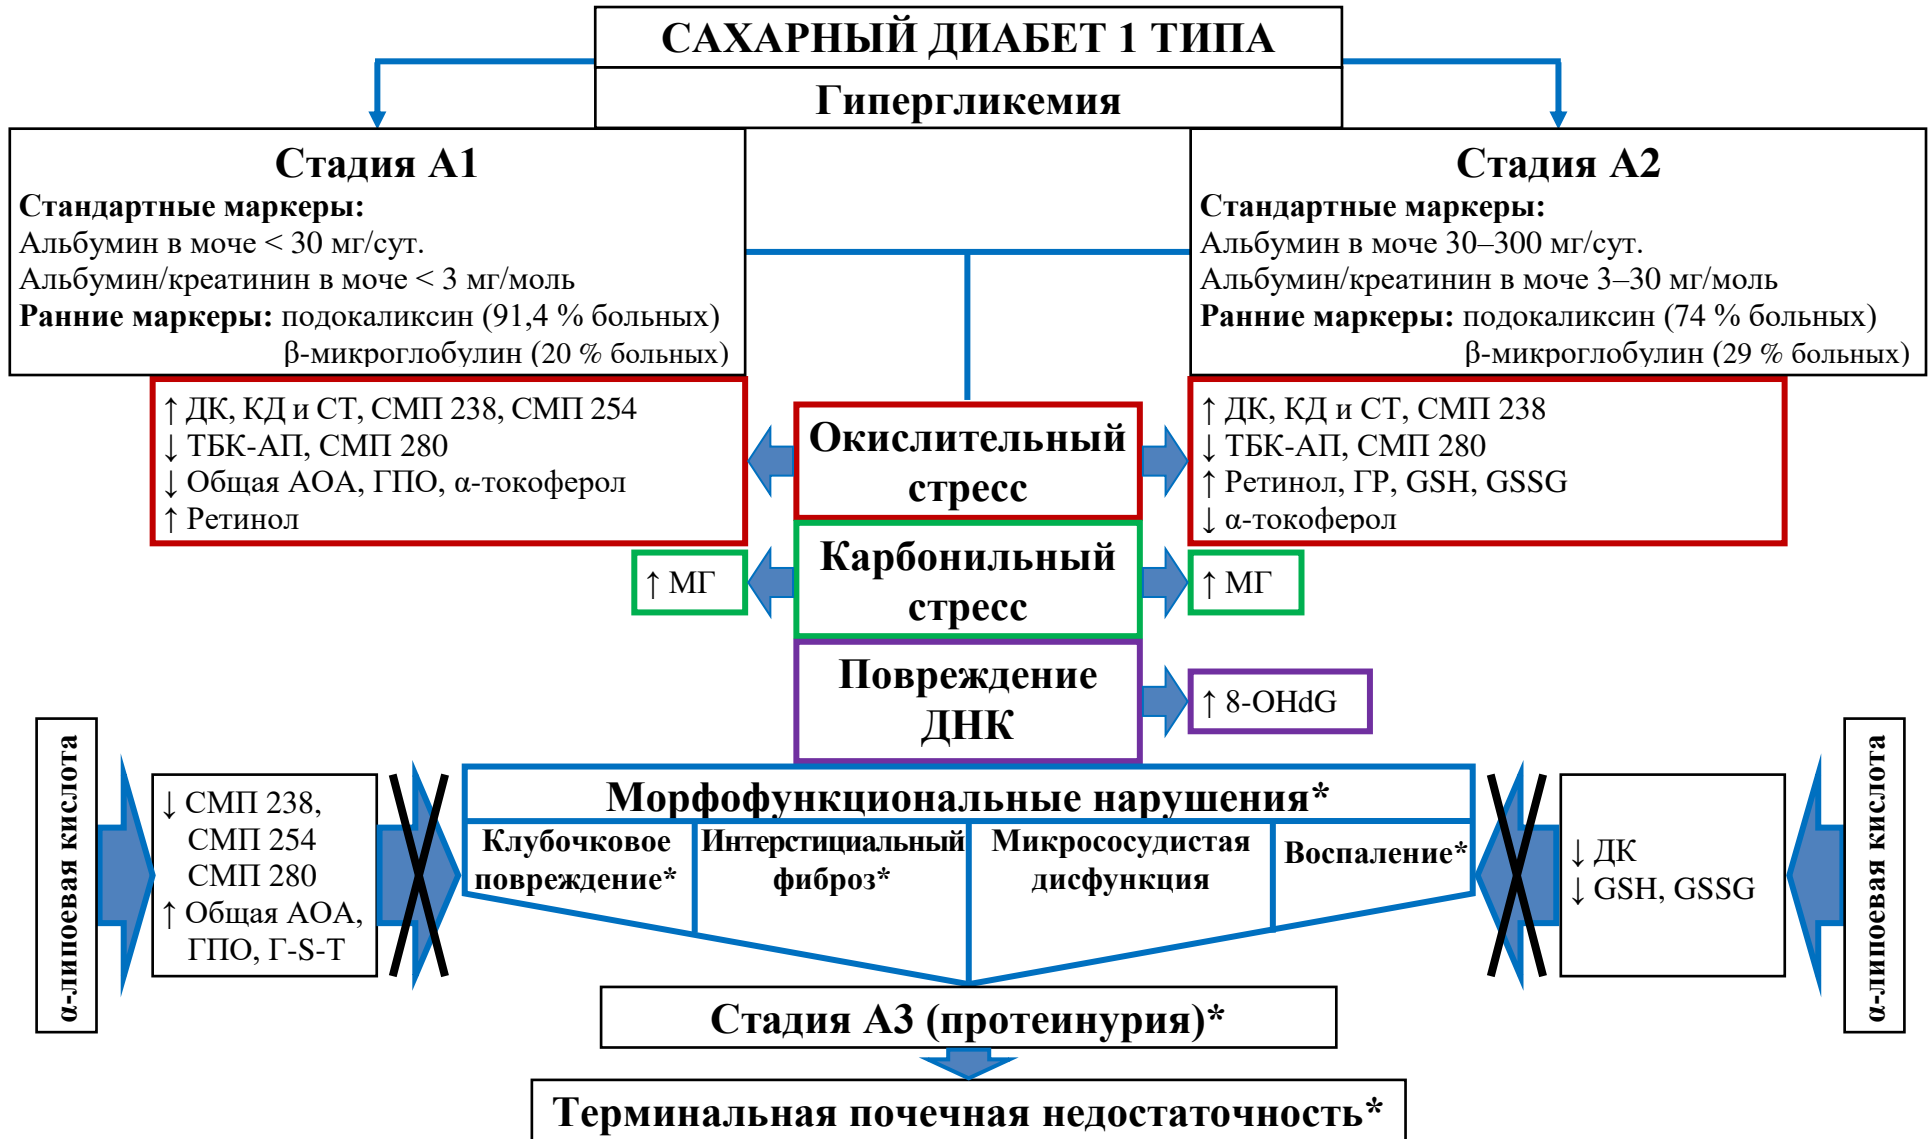 САХАРНЫЙ ДИАБЕТ 1 ТИПА
Гипергликемия
Стадия А1
Стандартные маркеры:
Альбумин в моче < 30 мг/сут.
Альбумин/креатинин в моче < 3 мг/моль
Ранние маркеры: подокаликсин (91,4 % больных)
β-микроглобулин (20 % больных)
Стадия А2
Стандартные маркеры:
Альбумин в моче 30–300 мг/сут.
Альбумин/креатинин в моче 3–30 мг/моль
Ранние маркеры: подокаликсин (74 % больных)
β-микроглобулин (29 % больных)
↑ ДК, КД и СТ, СМП 238, СМП 254
↓ ТБК-АП, СМП 280
↓ Общая АОА, ГПО, α-токоферол
↑ Ретинол
Окислительный
стресс
↑ ДК, КД и СТ, СМП 238
↓ ТБК-АП, СМП 280
↑ Ретинол, ГР, GSH, GSSG
↓ α-токоферол
↑ МГ
Карбонильный
стресс
↑ МГ
Повреждение
ДНК
↑ 8-OHdG
α-липоевая кислота
↓ СМП 238,
СМП 254
СМП 280
↑ Общая АОА,
ГПО, Г-S-T
Морфофункциональные нарушения*
Клубочковое
повреждение*
Интерстициальный
фиброз*
Микрососудистая
дисфункция
Воспаление*
↓ ДК
↓ GSH, GSSG
α-липоевая кислота
Стадия А3 (протеинурия)*
Терминальная почечная недостаточность*